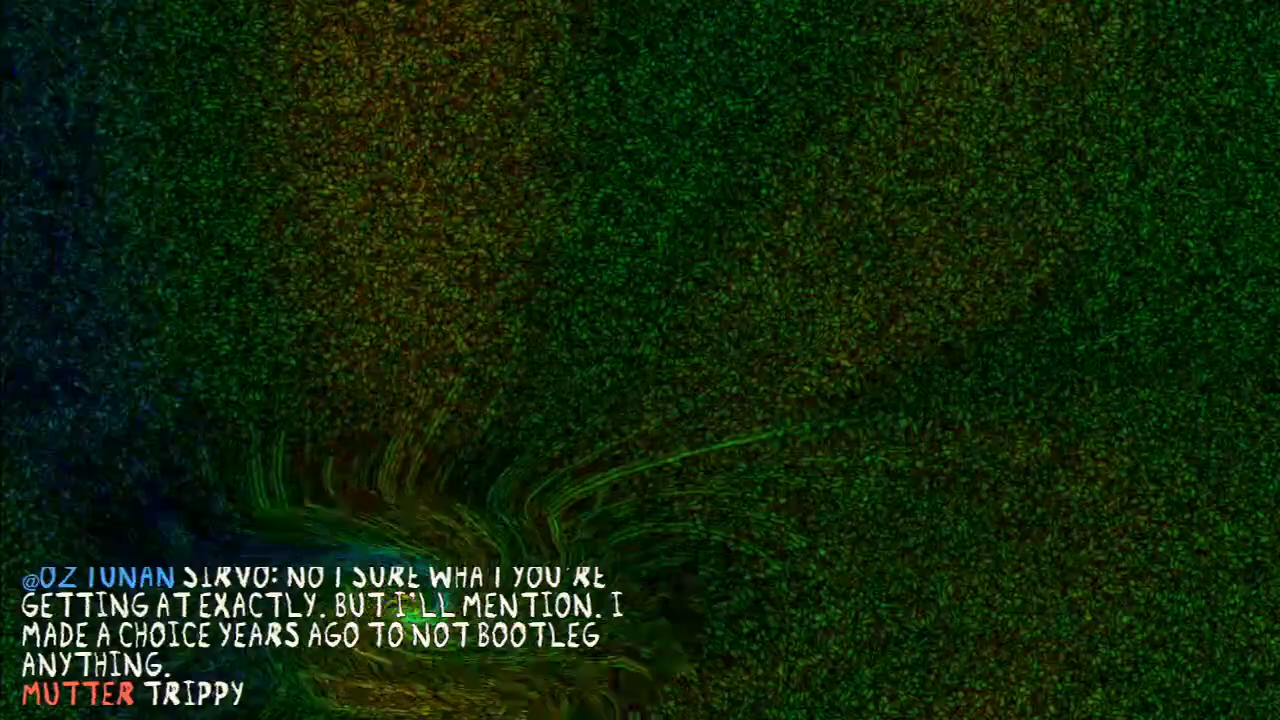 @OZTUNAN SIRVO: NOT SURE WHAT YOU'RE
GETTING AT EXACTLY. BUT I'LL MENTION. I
MADE A CHOICE YEARS AGO TO NOT BOOTLEG
ANYTHING.
MUTTER TRIPPY